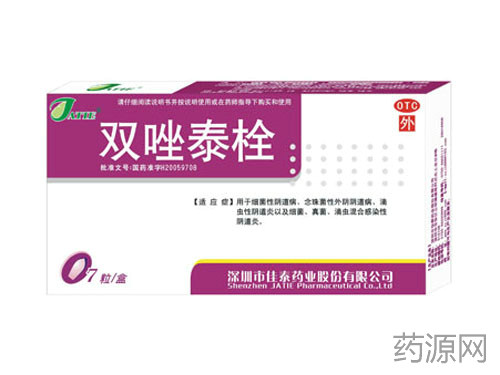 JATIE
请仔细阅读说明书并按说明使用或在药师指导下购买和使用
OTC
外
双唑泰栓
批准文号:国药准字H20059708
【适 应 症】用于细菌性阴道病、念珠菌性外阴阴道病、滴
虫性阴道炎以及细菌、真菌、滴虫混合感染性
阴道炎。
7粒/盒
深圳市佳泰药业股份有限公司
Shenzhen JATIE Pharmaceutical Co.,Ltd
药源网